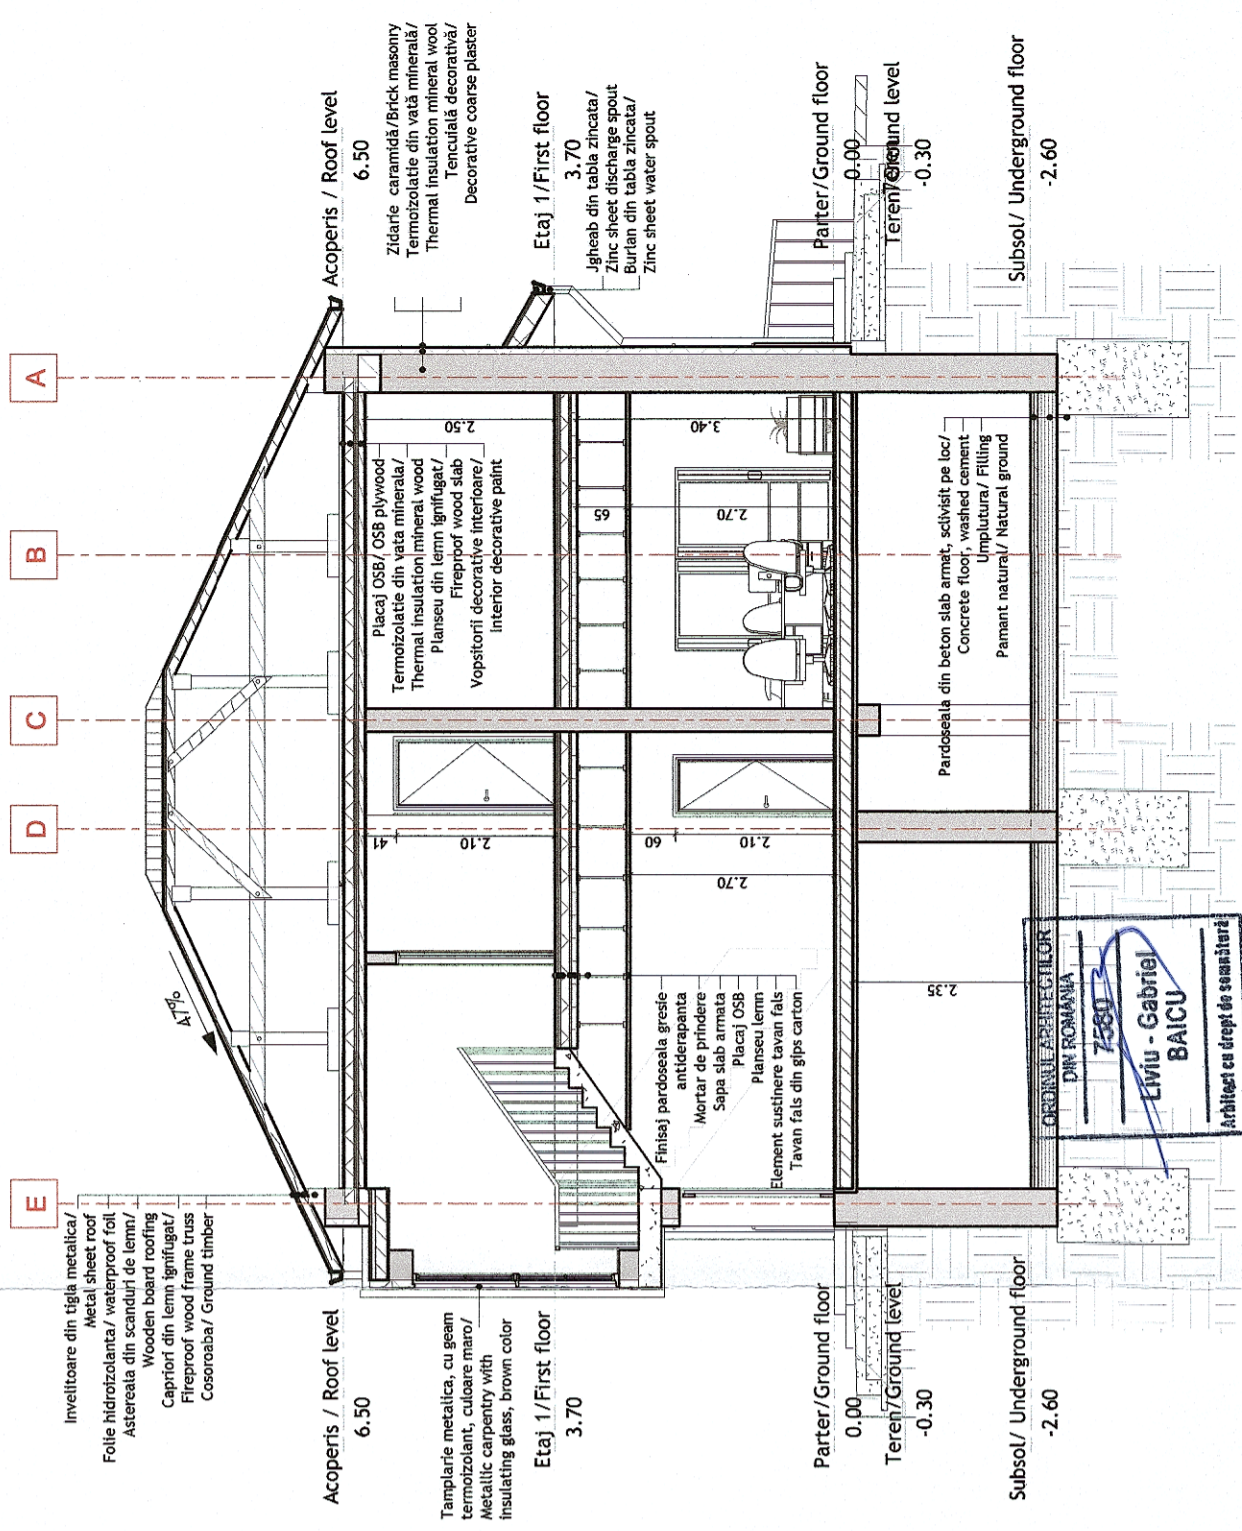 E
D
C
B
A
Invelitoare din tigla metalica/
Metal sheet roof
Folie hidroizolanta/ waterproof foil
Astereala din scanduri de lemn/
Wooden board roofing
Capriori din lemn ignifugat/
Fireproof wood frame truss
Cosoroaba/ Ground timber
47%
Acoperis / Roof level
6.50
Tamplarie metalica, cu geam
termoizolant, culoare maro/
Metallic carpentry with
insulating glass, brown color
Etaj 1/First floor
3.70
Parter/Ground floor
0.00
Teren/Ground level
-0.30
Subsol/ Underground floor
-2.60
Placaj OSB/ OSB plywood
Termoizolatie din vata minerala/
Thermal insulation mineral wood
Planseu din lemn ignifugat/
Fireproof wood slab
Vopsitorii decorative interioare/
Interior decorative paint
2.50
41
2.10
65
3.40
2.70
60
2.10
2.70
2.35
Finisaj pardoseala gresie
antiderapanta
Mortar de prindere
Sapa slab armata
Placaj OSB
Planseu lemn
Element sustinere tavan fals
Tavan fals din gips carton
Pardoseala din beton slab armat, sclivisit pe loc/
Concrete floor, washed cement
Umplutura/ Filling
Pamant natural/ Natural ground
Acoperis / Roof level
6.50
Zidarie caramidă/Brick masonry
Termoizolatie din vată minerală/
Thermal insulation mineral wool
Tencuială decorativă/
Decorative coarse plaster
Etaj 1/First floor
3.70
Jgheab din tabla zincata/
Zinc sheet discharge spout
Burlan din tabla zincata/
Zinc sheet water spout
Parter/Ground floor
0.00
Teren/Ground level
-0.30
Subsol/ Underground floor
-2.60
ORDINUL ARHITECTILOR
DIN ROMANIA
7580
Liviu - Gabriel
BAICU
Arhitect cu drept de semnătură